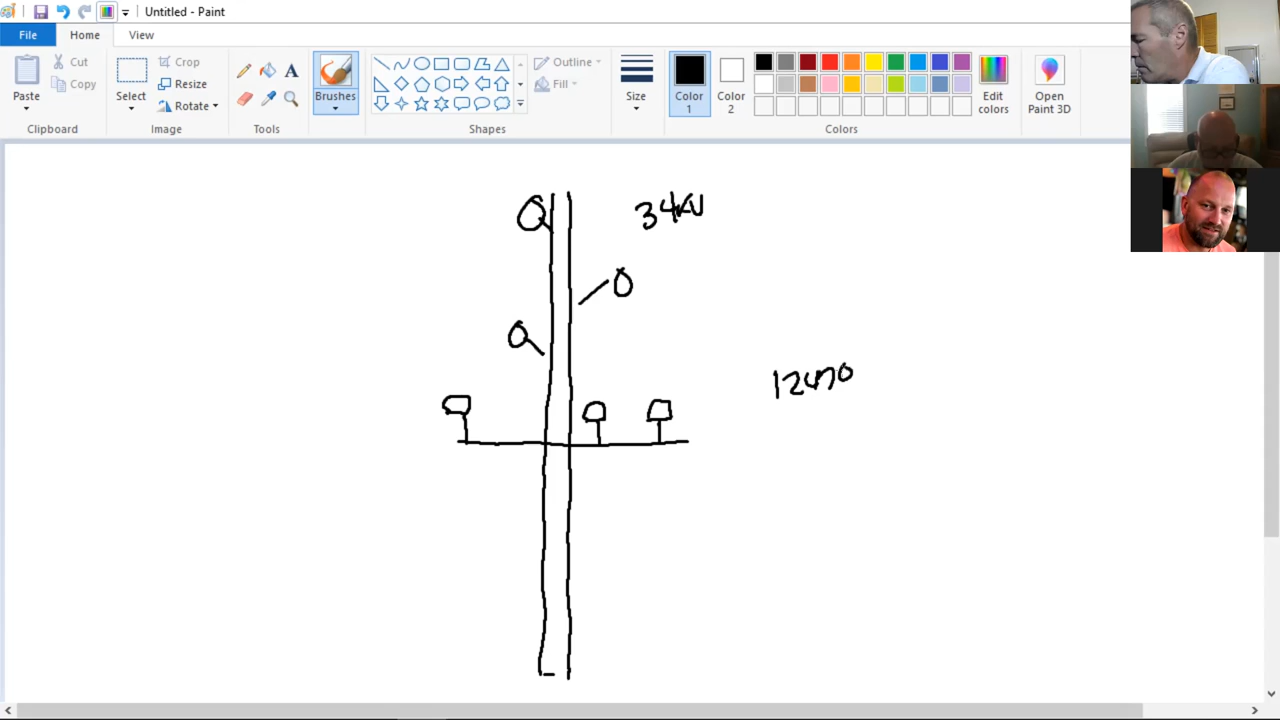 Untitled - Paint
File
Home
View
Paste
Cut
Copy
Clipboard
Select
Crop
Resize
Rotate
Image
A
Tools
Brushes
Outline
Fill
Shapes
Size
Color 1
Color 2
Edit colors
Colors
Open Paint 3D
34KV
12470